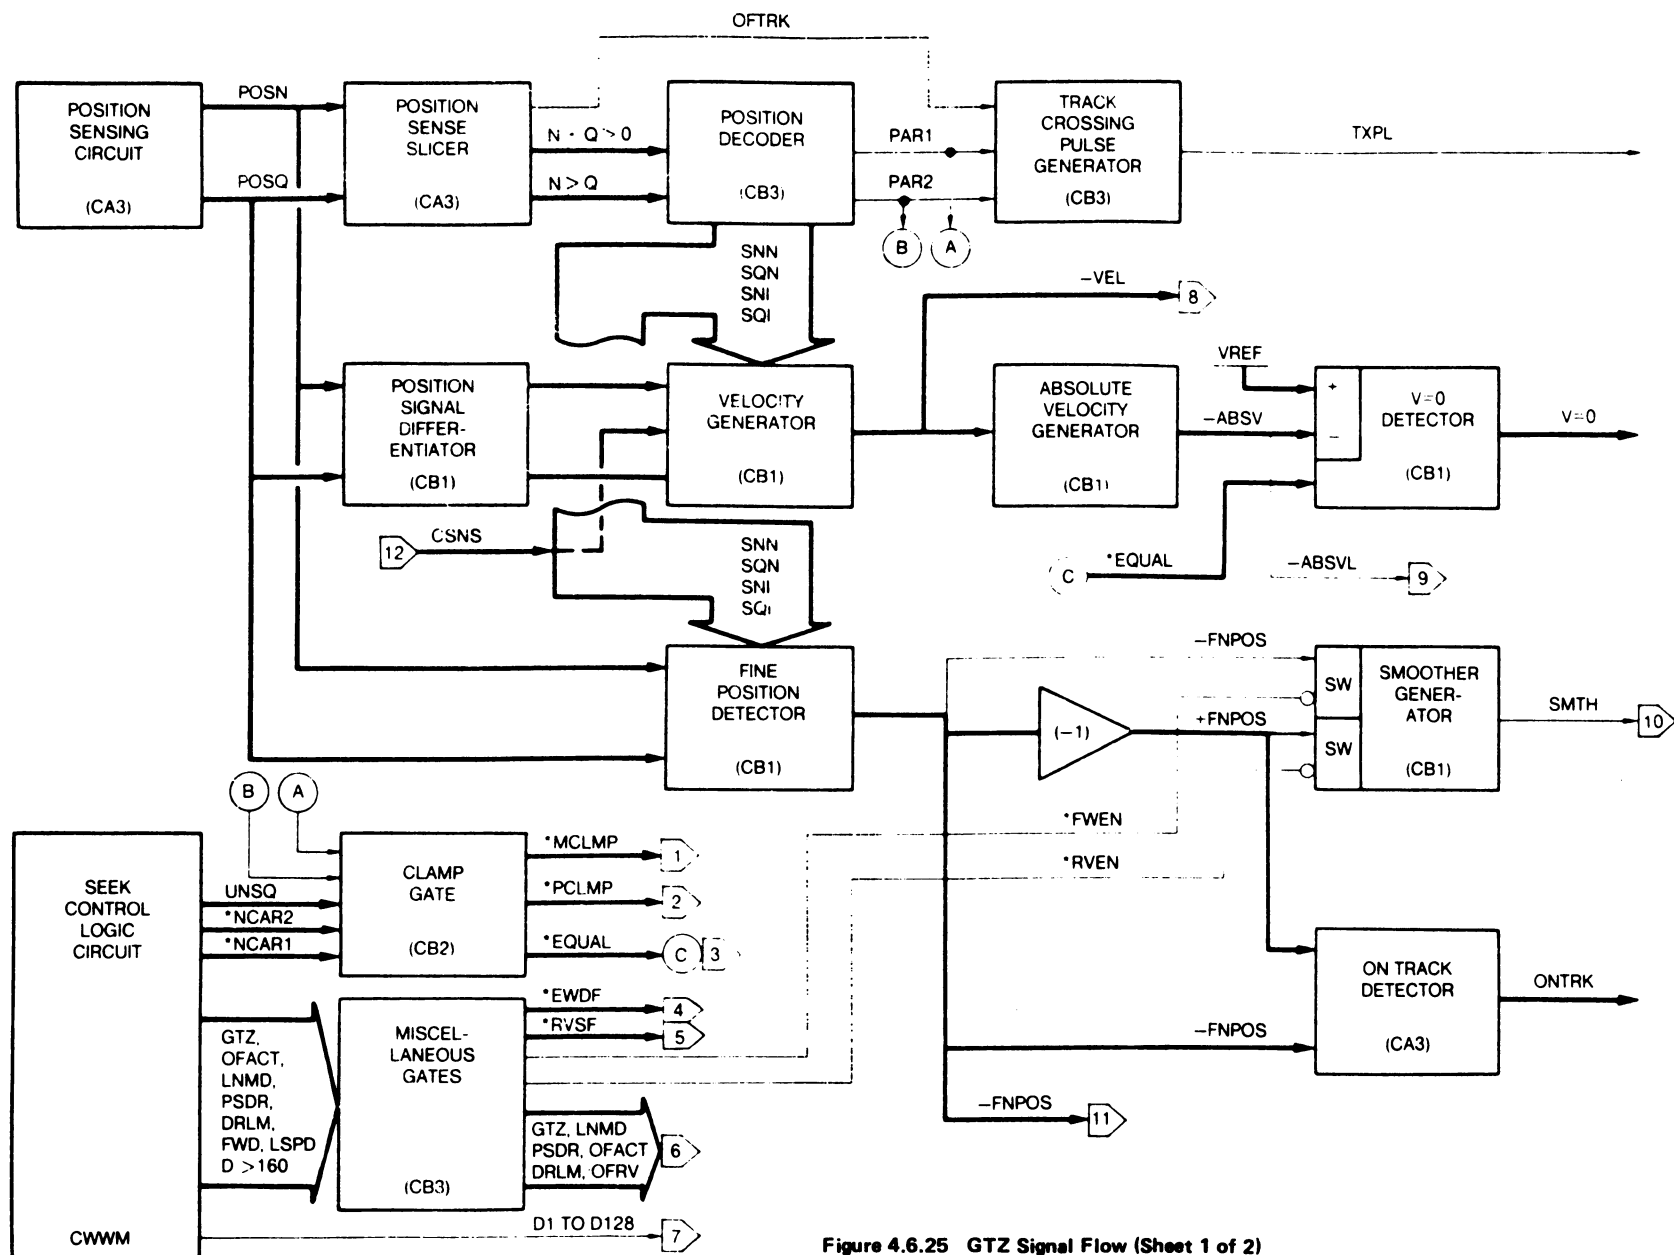 OFTRK
POSITION
SENSING
CIRCUIT
(CA3)
POSN
POSQ
POSITION
SENSE
SLICER
(CA3)
N · Q > 0
N > Q
POSITION
DECODER
(CB3)
PAR1
PAR2
B
A
TRACK
CROSSING
PULSE
GENERATOR
(CB3)
TXPL
SNN
SQN
SNI
SQI
−VEL
8
POSITION
SIGNAL
DIFFER-
ENTIATOR
(CB1)
VELOCITY
GENERATOR
(CB1)
ABSOLUTE
VELOCITY
GENERATOR
(CB1)
VREF
−ABSV
+
−
V=0
DETECTOR
(CB1)
V=0
12
CSNS
SNN
SQN
SNI
SQI
C
*EQUAL
−ABSVL
9
FINE
POSITION
DETECTOR
(CB1)
(−1)
−FNPOS
+FNPOS
SW
SW
SMOOTHER
GENER-
ATOR
(CB1)
SMTH
10
*FWEN
*RVEN
B
A
SEEK
CONTROL
LOGIC
CIRCUIT
CWWM
UNSQ
*NCAR2
*NCAR1
CLAMP
GATE
(CB2)
*MCLMP
1
*PCLMP
2
*EQUAL
C
3
GTZ,
OFACT,
LNMD,
PSDR,
DRLM,
FWD, LSPD
D >160
MISCEL-
LANEOUS
GATES
(CB3)
*EWDF
4
*RVSF
5
GTZ, LNMD
PSDR, OFACT
DRLM, OFRV
6
D1 TO D128
7
−FNPOS
ON TRACK
DETECTOR
(CA3)
ONTRK
−FNPOS
11
Figure 4.6.25 GTZ Signal Flow (Sheet 1 of 2)